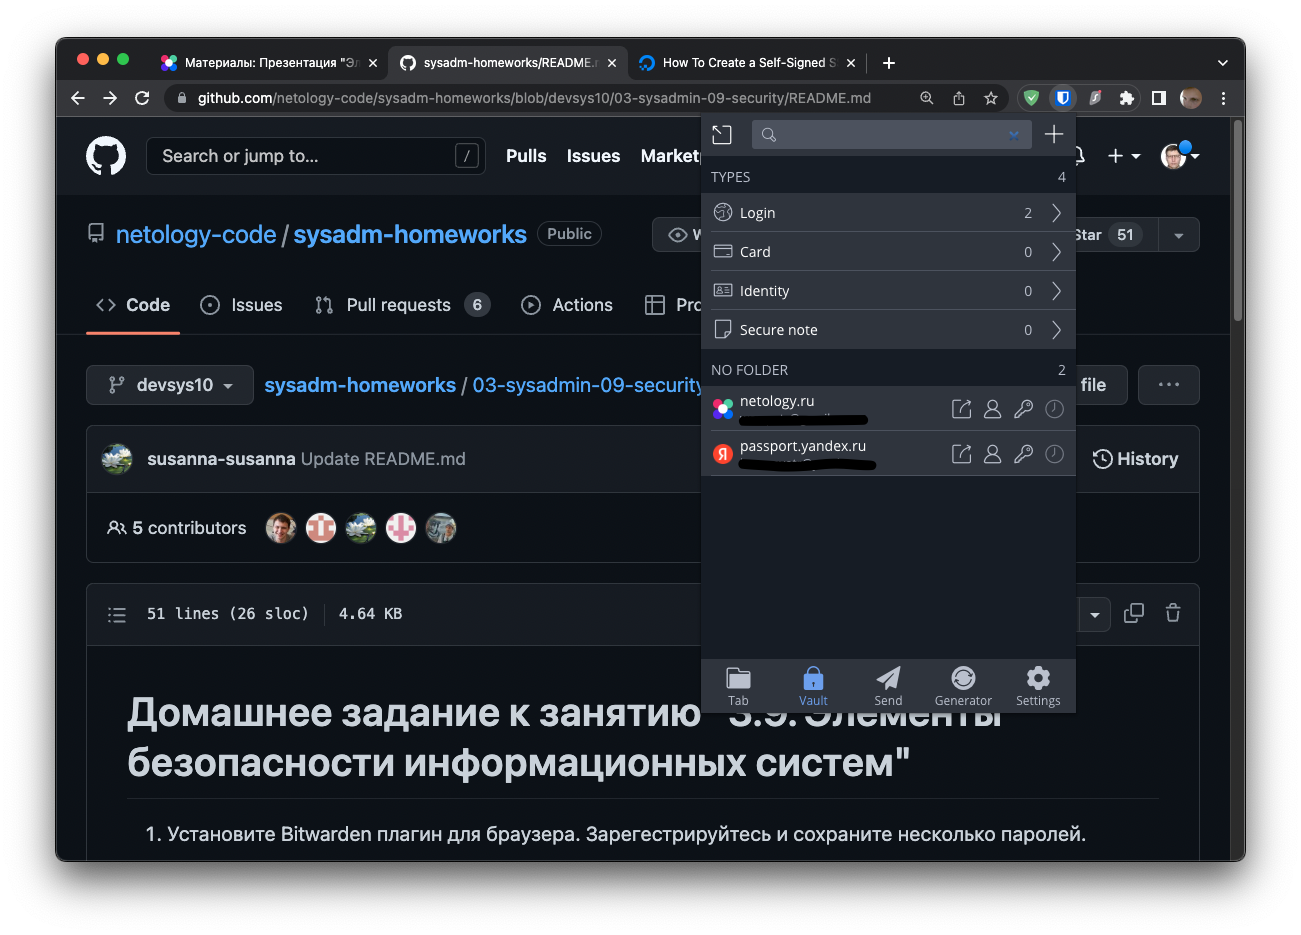 Материалы: Презентация "Эл
sysadm-homeworks/README.r
How To Create a Self-Signed S
github.com/netology-code/sysadm-homeworks/blob/devsys10/03-sysadmin-09-security/README.md
Search or jump to...
/
Pulls
Issues
Market
netology-code / sysadm-homeworks
Public
W
Star
51
Code
Issues
Pull requests
6
Actions
Pro
devsys10
sysadm-homeworks / 03-sysadmin-09-security
file
susanna-susanna Update README.md
History
5 contributors
51 lines (26 sloc)
4.64 KB
Домашнее задание к занятию "3.9. Элементы
безопасности информационных систем"
1. Установите Bitwarden плагин для браузера. Зарегестрируйтесь и сохраните несколько паролей.
TYPES
4
Login
2
Card
0
Identity
0
Secure note
0
NO FOLDER
2
netology.ru
Я
passport.yandex.ru
Tab
Vault
Send
Generator
Settings